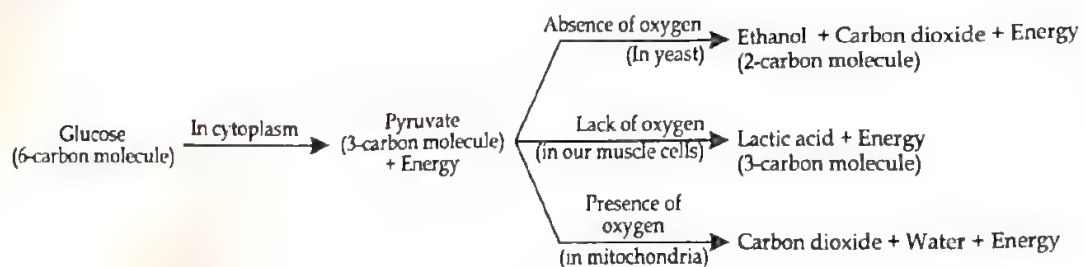 Glucose
(6-carbon molecule)
In cytoplasm
Pyruvate
(3-carbon molecule)
+ Energy
Absence of oxygen
(In yeast)
Ethanol + Carbon dioxide + Energy
(2-carbon molecule)
Lack of oxygen
(in our muscle cells)
Lactic acid + Energy
(3-carbon molecule)
Presence of
oxygen
(in mitochondria)
Carbon dioxide + Water + Energy